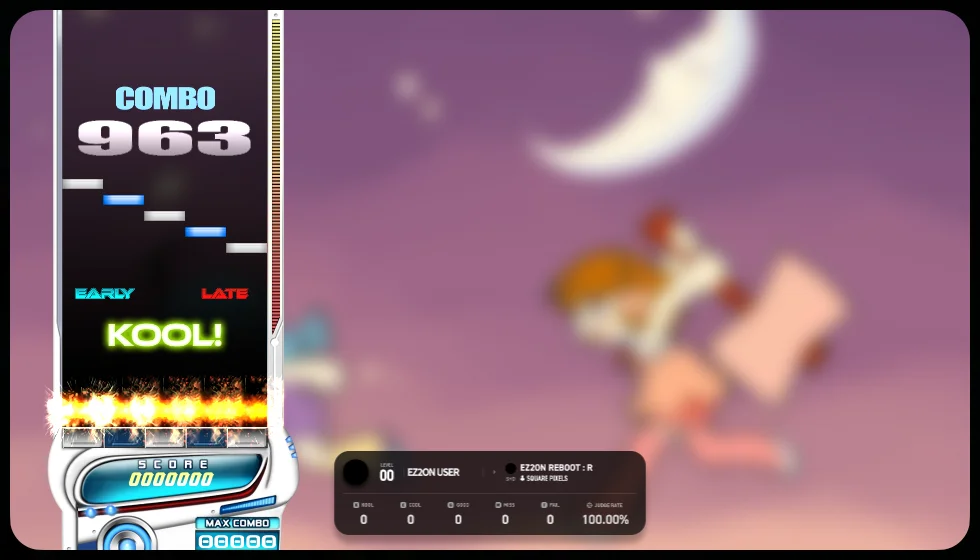 COMBO
963
EARLY LATE
KOOL!
SCORE
0000000
MAX COMBO
00000
LEVEL
00
EZ2ON USER
EZ2ON REBOOT : R
SQUARE PIXELS
KOOL COOL GOOD MISS FAIL JUDGE RATE
0 0 0 0 0 100.00%